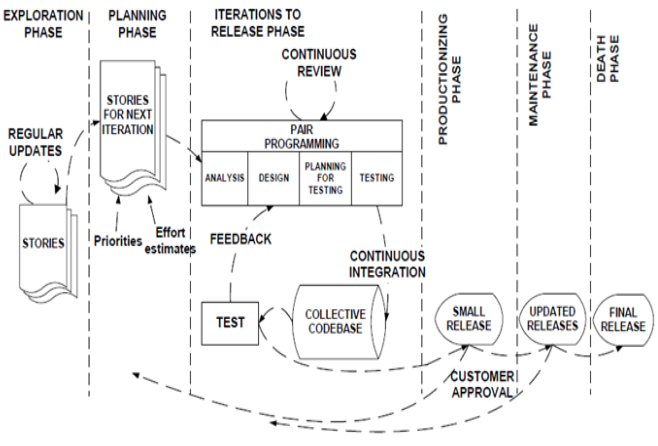 EXPLORATION
PHASE
PLANNING
PHASE
ITERATIONS TO
RELEASE PHASE
PRODUCTIONIZING
PHASE
MAINTENANCE
PHASE
DEATH
PHASE
CONTINUOUS
REVIEW
STORIES
FOR NEXT
ITERATION
REGULAR
UPDATES
PAIR
PROGRAMMING
ANALYSIS
DESIGN
PLANNING
FOR
TESTING
TESTING
STORIES
Priorities
Effort
estimates
FEEDBACK
CONTINUOUS
INTEGRATION
TEST
COLLECTIVE
CODEBASE
SMALL
RELEASE
UPDATED
RELEASES
FINAL
RELEASE
CUSTOMER
APPROVAL